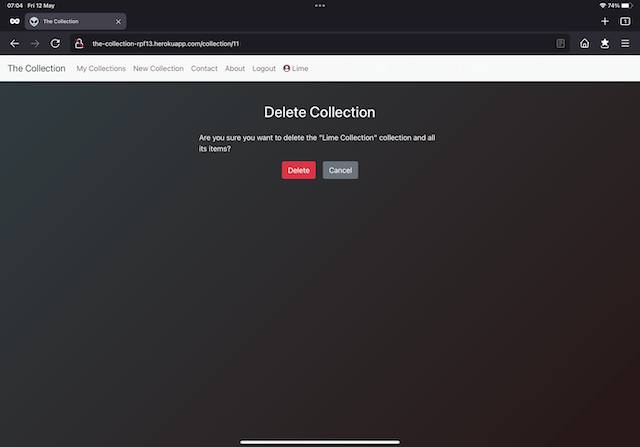 07:04 Fri 12 May
74%
The Collection
1
the-collection-rpf13.herokuapp.com/collection/11
The Collection My Collections New Collection Contact About Logout Lime
Delete Collection
Are you sure you want to delete the "Lime Collection" collection and all
its items?
Delete Cancel